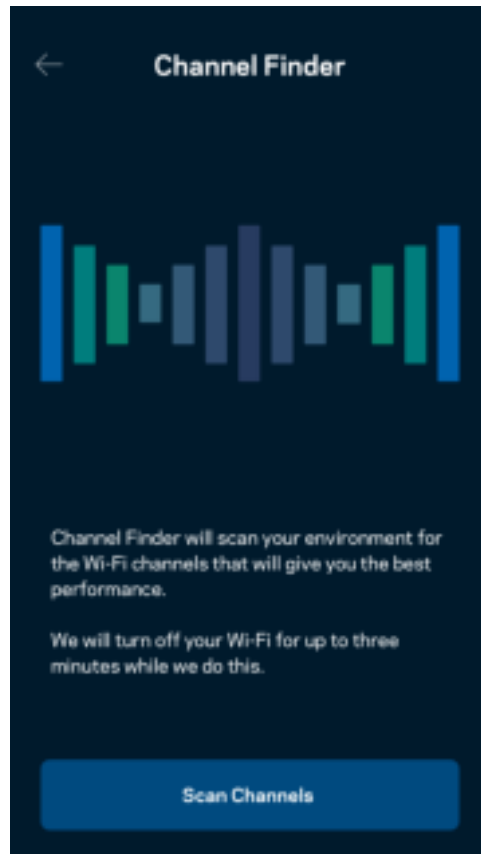 Channel Finder
Channel Finder will scan your environment for
the Wi-Fi channels that will give you the best
performance.
We will turn off your Wi-Fi for up to three
minutes while we do this.
Scan Channels